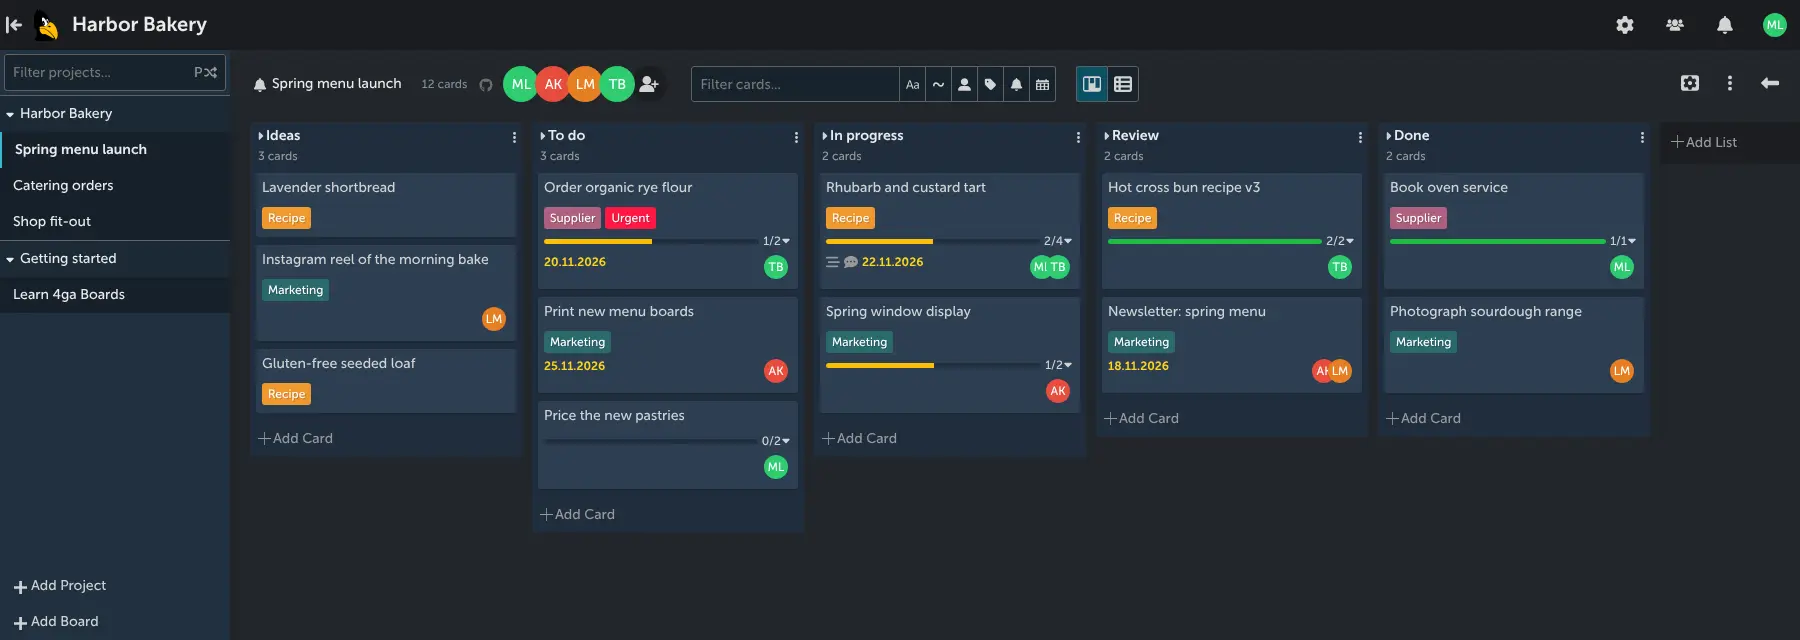 Harbor Bakery
ML
Filter projects...
P
Harbor Bakery
Spring menu launch
Catering orders
Shop fit-out
Getting started
Learn 4ga Boards
Add Project
Add Board
Spring menu launch
12 cards
ML AK LM TB
Filter cards...
Aa
Ideas
3 cards
Lavender shortbread
Recipe
Instagram reel of the morning bake
Marketing
LM
Gluten-free seeded loaf
Recipe
Add Card
To do
3 cards
Order organic rye flour
Supplier Urgent
1/2
20.11.2026
TB
Print new menu boards
Marketing
25.11.2026
AK
Price the new pastries
0/2
ML
Add Card
In progress
2 cards
Rhubarb and custard tart
Recipe
2/4
22.11.2026
ML TB
Spring window display
Marketing
1/2
AK
Add Card
Review
2 cards
Hot cross bun recipe v3
Recipe
2/2
TB
Newsletter: spring menu
Marketing
18.11.2026
AK LM
Add Card
Done
2 cards
Book oven service
Supplier
1/1
ML
Photograph sourdough range
Marketing
LM
Add Card
Add List